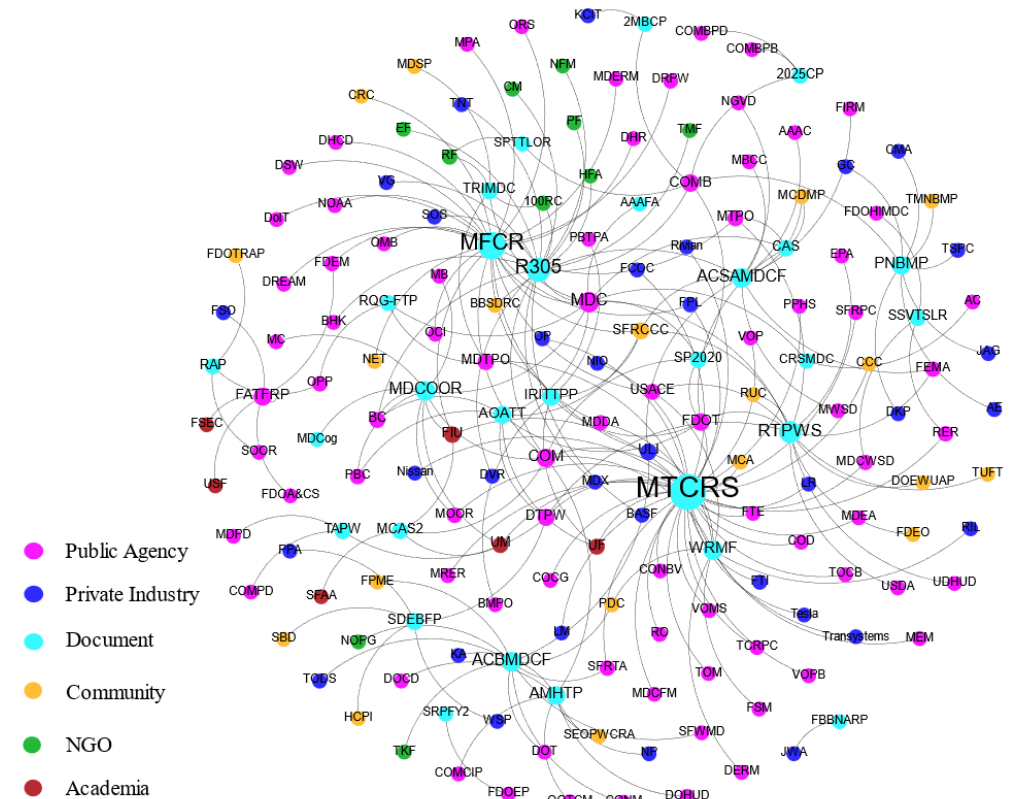 KCIT
2MBCP
ORS
COMBPD
COMBPB
MPA
NFM
MDSP
MDERM
DRPW
2025CP
CM
CRC
TNT
NGVD
FIRM
PF
EF
TMF
AAAC
DHCD
SPTTLOR
DHR
CMA
RF
MBCC
GC
DSW
HFA
VG
COMB
TRIMDC
MCDMP
TMNBMP
NOAA
100RC
AAAFA
FDOHIMDC
DoIT
SOS
MTPO
OMB
MFCR
PBTPA
Rivian
CAS
TSPC
FDOTRAP
FDEM
R305
FCOC
EPA
PNBMP
DREAM
MB
ACSAMDCF
RQG-FTP
BBSDRC
MDC
FPL
PPHS
AC
FSO
SFRPC
SSVTSLR
BHK
OCI
OP
SFRCCC
VOP
MC
JAG
RAP
NET
MDTPO
NIO
SP2020
CRSMDC
CCC
FEMA
OPP
MDCOOR
IRITTPP
USACE
RUC
FATFRP
AOATT
MWSD
DKP
AE
FSEC
BC
MDDA
FDOT
MDCog
FIU
RTPWS
RER
SOOR
COM
ULI
MCA
MDCWSD
USF
PBC
Nissan
DVR
MDX
MTCRS
LR
DOEWUAP
TUFT
FDOA&CS
MOOR
DTPW
BASF
FTE
MDEA
MDPD
TAPW
MCAS2
FDEO
RIL
PPA
UM
UF
WRMF
COD
Public Agency
MRER
COCG
CONBV
FTI
TOCB
USDA
UDHUD
COMPD
SFAA
FPME
Private Industry
BMPO
PDC
VOMS
Tesla
SDEBFP
SBD
NOPG
LM
RO
TCRPC
Transystems
MEM
Document
KA
ACBMDCF
SFRTA
TODS
DOCD
TOM
VOPB
AMHTP
MDCFM
Community
HCPI
SRPFY2
WSP
FSM
FBBNARP
SEOPWCRA
SFWMD
NGO
TKF
DOT
NF
JWA
COMCIP
DERM
Academia
FDOEP
DOHUD